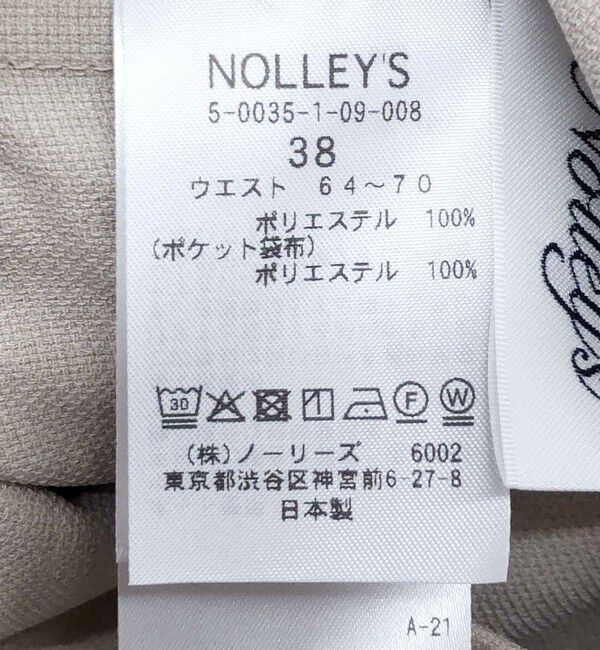 NOLLEY'S
5-0035-1-09-008
38
ウエスト 64～70
ポリエステル 100%
(ポケット袋布)
ポリエステル 100%
30
F
W
(株)ノーリーズ 6002
東京都渋谷区神宮前6-27-8
日本製
A-21
Nolley's